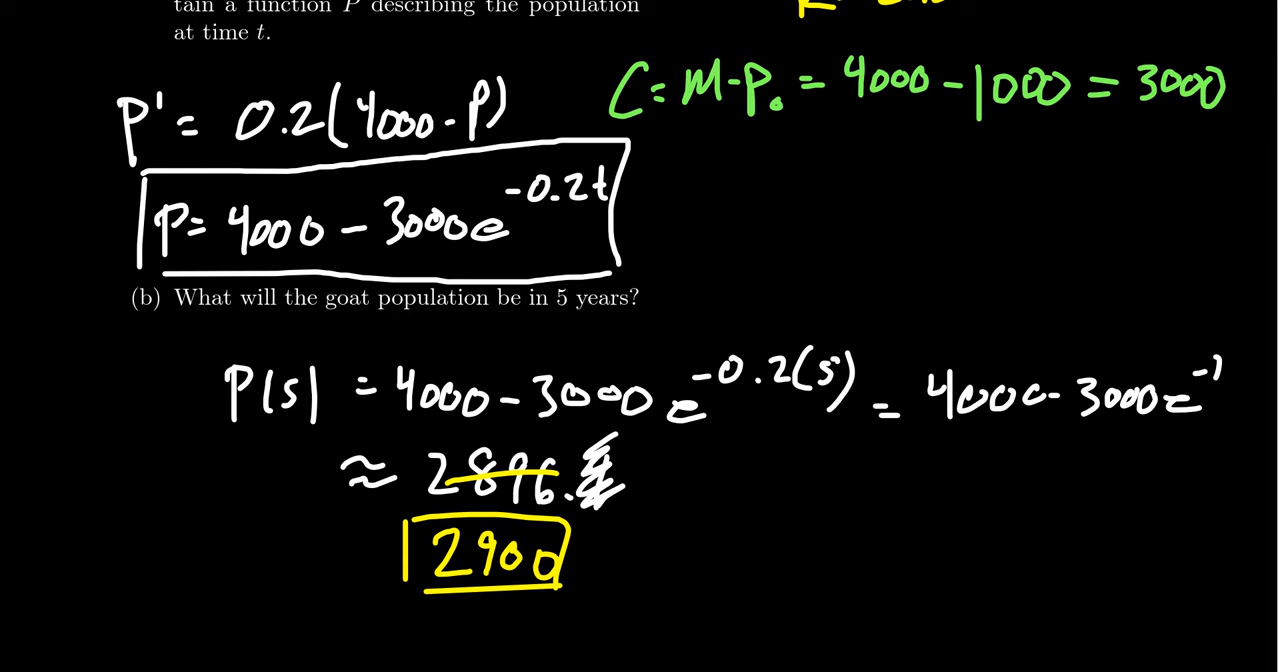 tain a function P describing the population
at time t.
C = M - P₀ = 4000 - 1000 = 3000
P' = 0.2(4000 - P)
P = 4000 - 3000e^{-0.2t}
(b) What will the goat population be in 5 years?
P(5) = 4000 - 3000 e^{-0.2(5)} = 4000 - 3000e^{-1}
≈ 2896.
2900